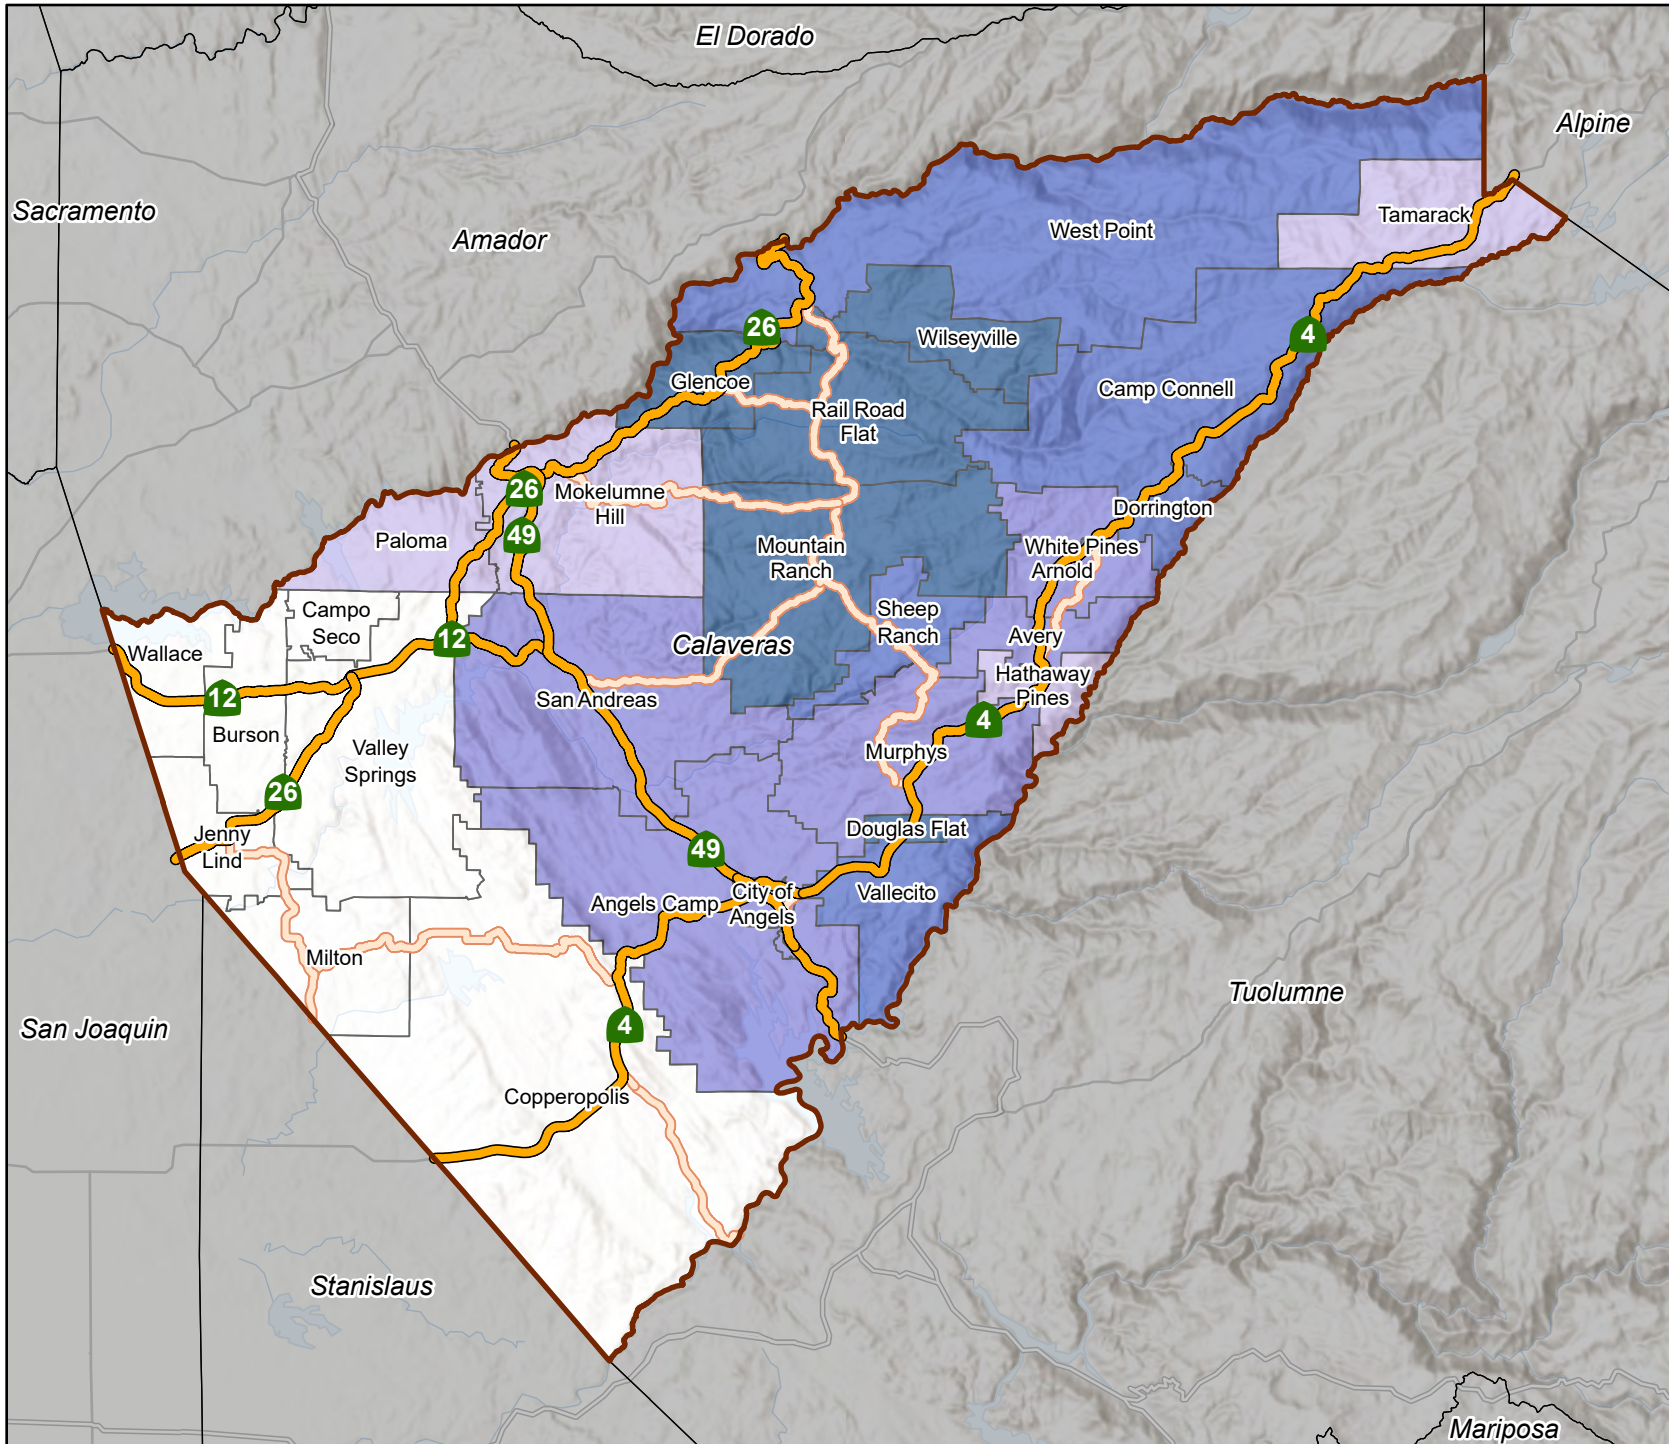 El Dorado
Alpine
Sacramento
Tamarack
West Point
Amador
26
4
Wilseyville
Glencoe
Camp Connell
Rail Road
Flat
26
Mokelumne
Hill
Dorrington
49
Paloma
Mountain
Ranch
White Pines
Arnold
Campo
Seco
Sheep
Ranch
12
Avery
Calaveras
Wallace
Hathaway
Pines
12
San Andreas
4
Burson
Valley
Springs
Murphys
26
Jenny
Lind
Douglas Flat
49
Angels Camp
City of
Angels
Vallecito
Milton
Tuolumne
San Joaquin
4
Copperopolis
Stanislaus
Mariposa